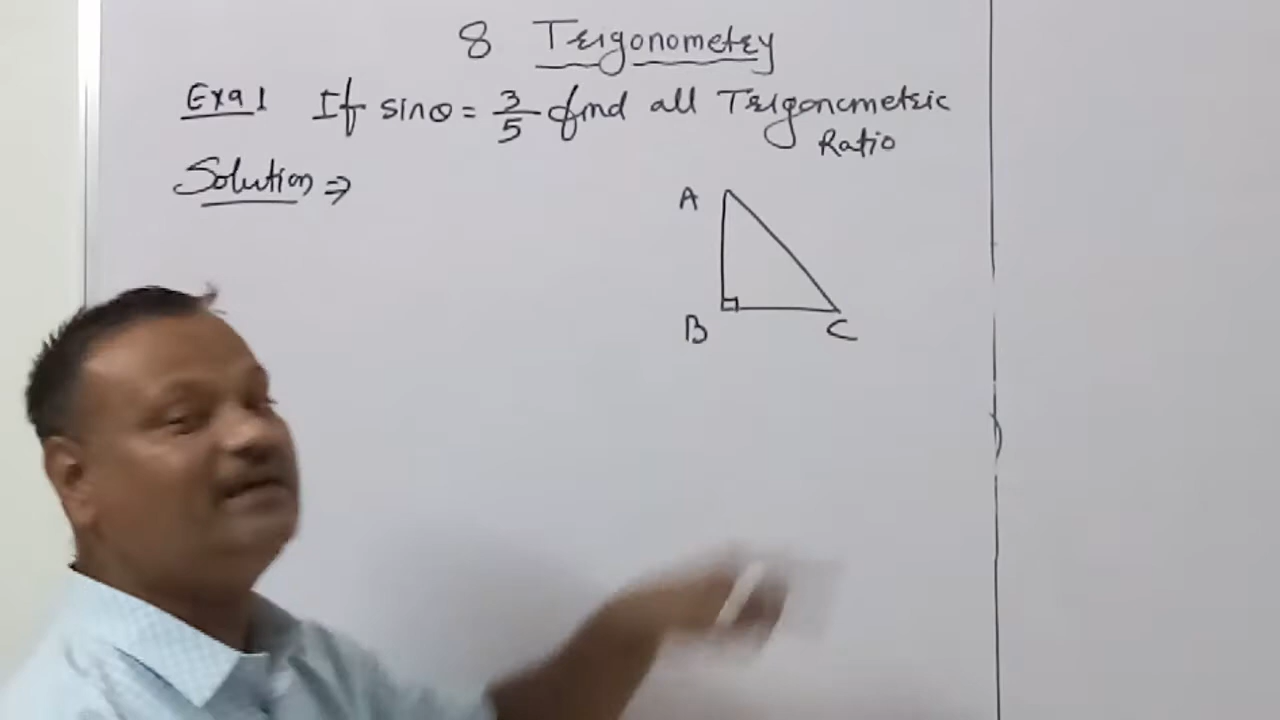 8 Trigonometry
Exa 1 If sinθ = 3/5 find all Trigonometric
Ratio
Solution ⇒
A
B C